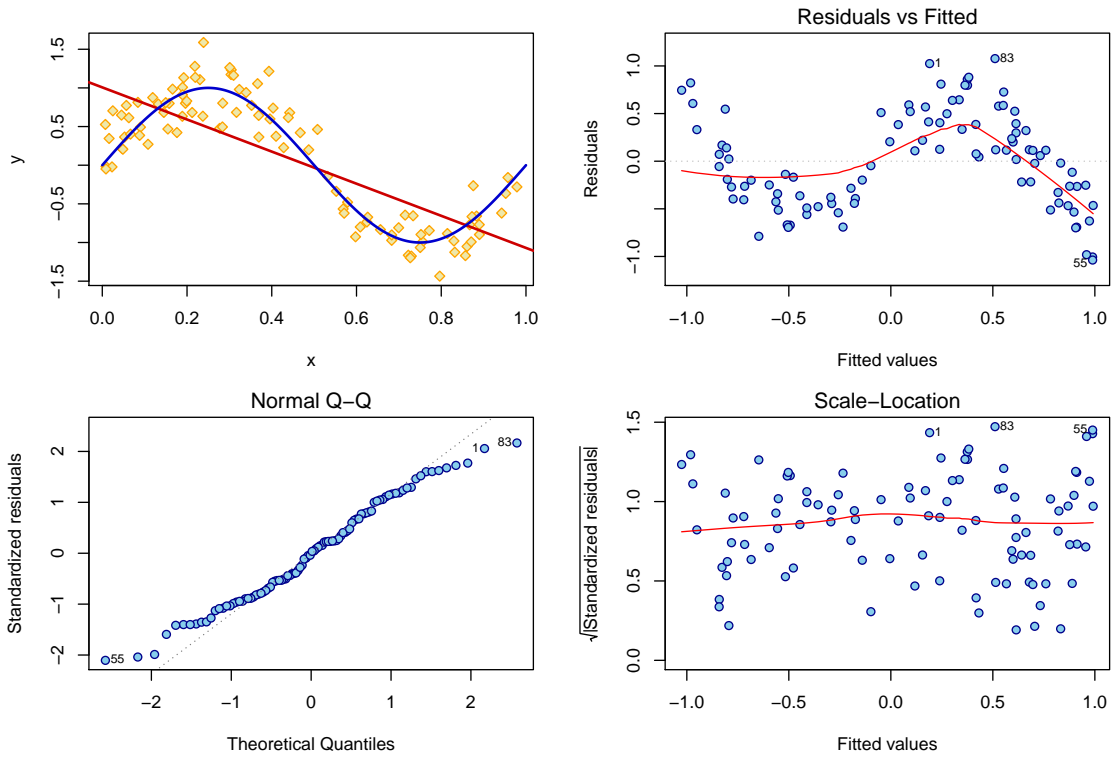 y
1.5
0.5
−0.5
−1.5
0.0 0.2 0.4 0.6 0.8 1.0
x
Residuals vs Fitted
Residuals
1.0
0.5
0.0
−1.0
1
83
55
−1.0 −0.5 0.0 0.5 1.0
Fitted values
Normal Q−Q
Standardized residuals
2
1
0
−1
−2
1
83
55
−2 −1 0 1 2
Theoretical Quantiles
Scale−Location
√|Standardized residuals|
1.5
1.0
0.5
0.0
1
83
55
−1.0 −0.5 0.0 0.5 1.0
Fitted values